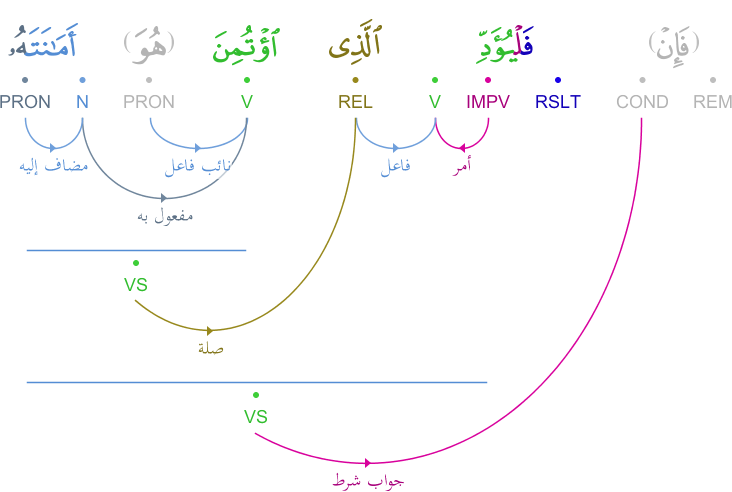 (فَإِنْ) فَلْيُؤَدِّ ٱلَّذِى ٱؤْتُمِنَ (هُوَ) أَمَـٰنَتَهُۥ
PRON N PRON V REL V IMPV RSLT COND REM
مضاف إليه نائب فاعل فاعل أمر
مفعول به
VS
صلة
VS
جواب شرط